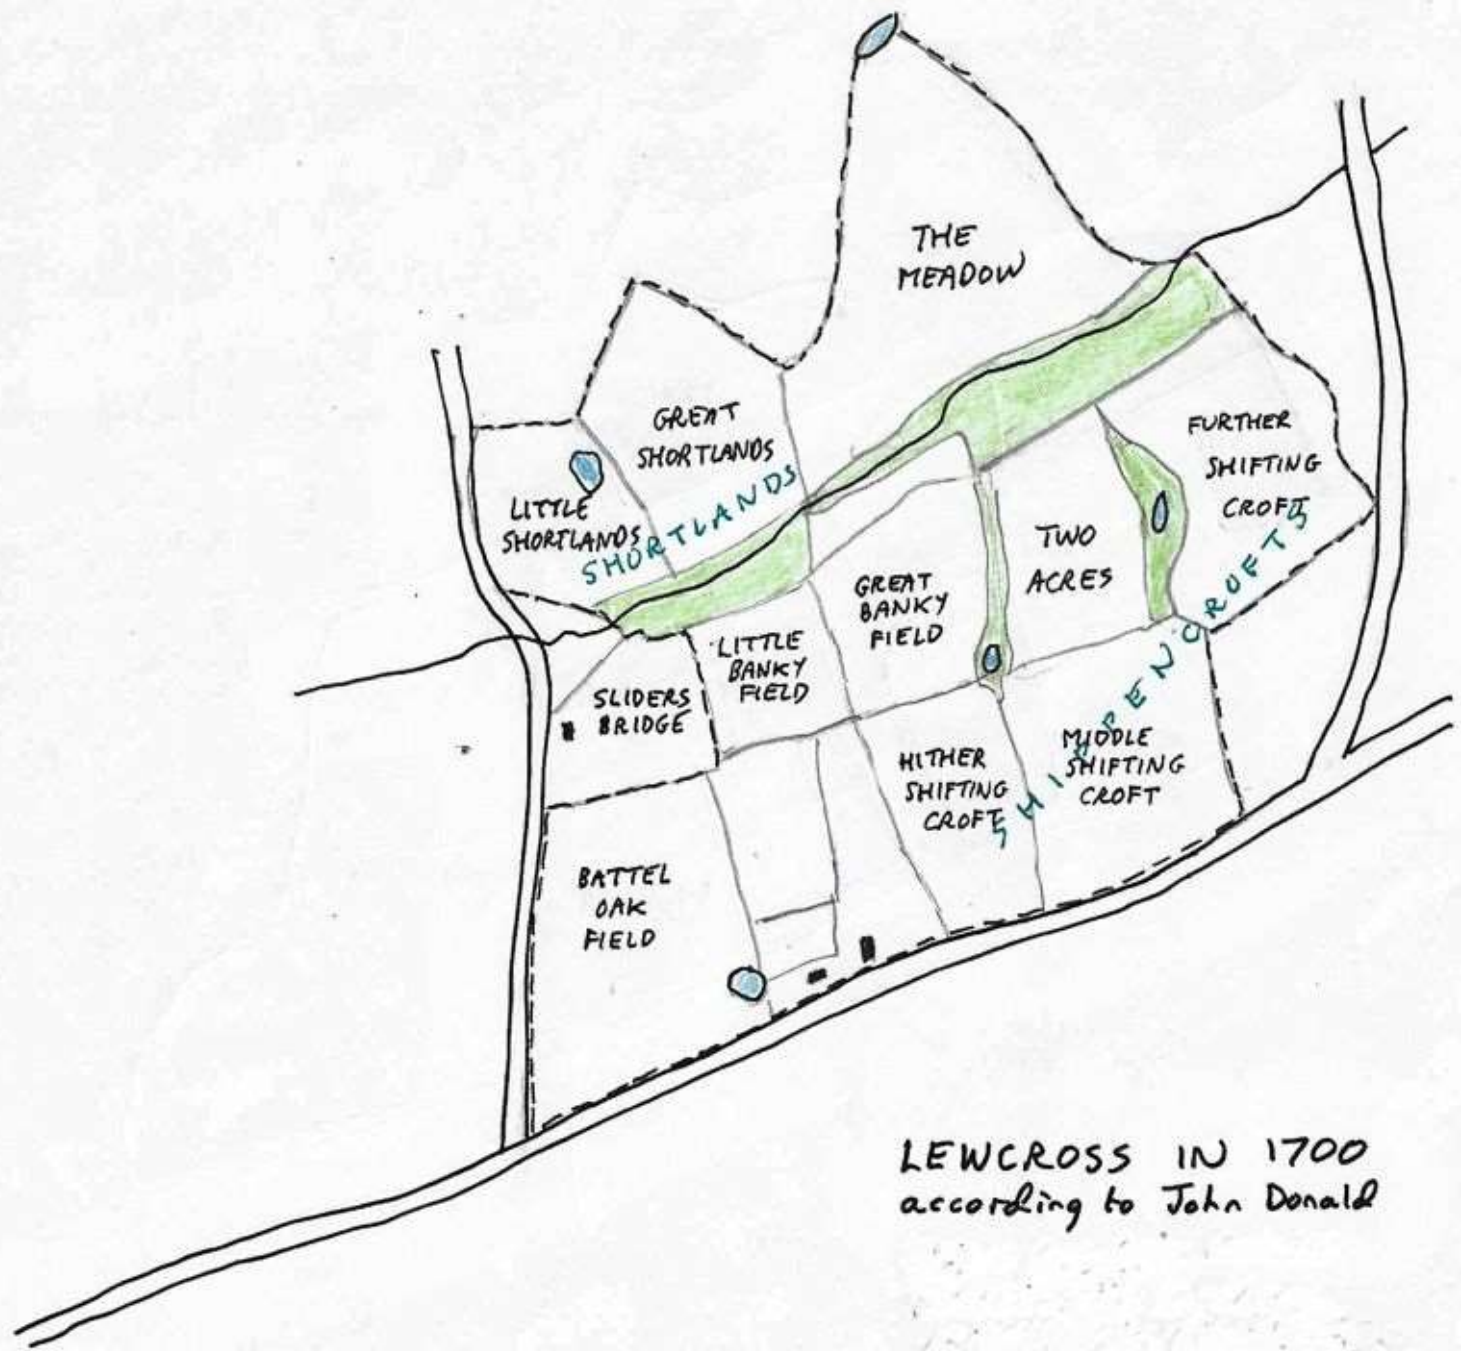 THE
MEADOW
GREAT
SHORTLANDS
LITTLE
SHORTLANDS
SHORTLANDS
FURTHER
SHIFTING
CROFT
TWO
ACRES
GREAT
BANKY
FIELD
LITTLE
BANKY
FIELD
SLIDERS
BRIDGE
HITHER
SHIFTING
CROFT
MIDDLE
SHIFTING
CROFT
SHIPPENCROFTS
BATTEL
OAK
FIELD
LEWCROSS IN 1700
according to John Donald